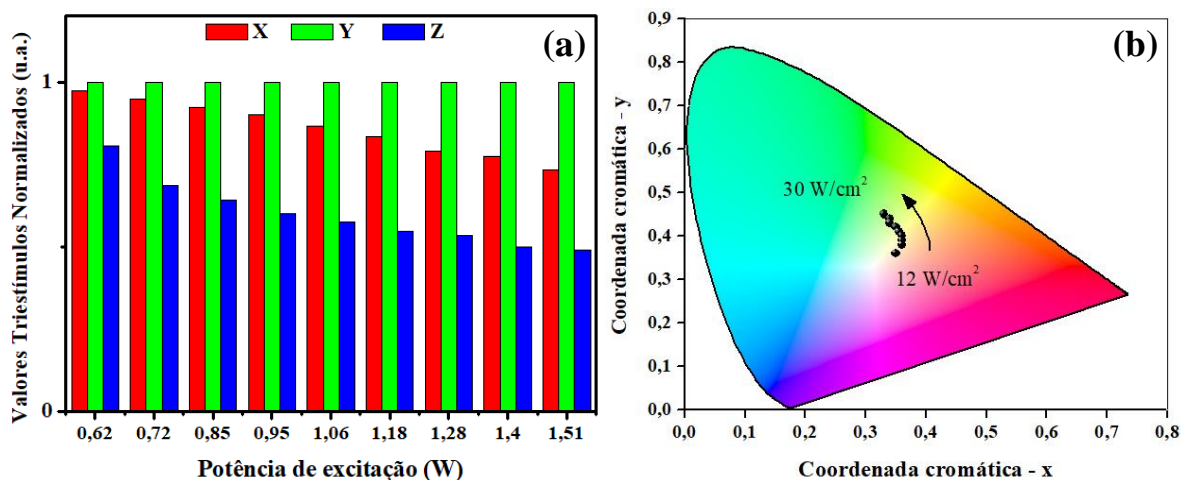 X Y Z
(a)
Valores Triestímulos Normalizados (u.a.)
1
0
0,62 0,72 0,85 0,95 1,06 1,18 1,28 1,4 1,51
Potência de excitação (W)
(b)
Coordenada cromática - y
0,9
0,8
0,7
0,6
0,5
0,4
0,3
0,2
0,1
0,0
30 W/cm²
12 W/cm²
0,0 0,1 0,2 0,3 0,4 0,5 0,6 0,7 0,8
Coordenada cromática - x